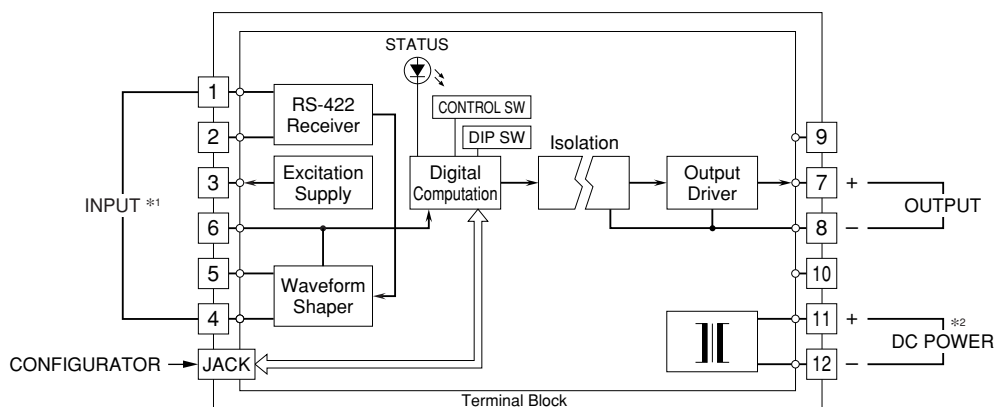 STATUS
1
RS-422
Receiver
CONTROL SW
DIP SW
2
Isolation
9
3
Excitation
Supply
Digital
Computation
Output
Driver
7
+
INPUT *1
OUTPUT
6
8
−
5
Waveform
Shaper
10
4
11
+
*2
DC POWER
CONFIGURATOR
JACK
12
−
Terminal Block